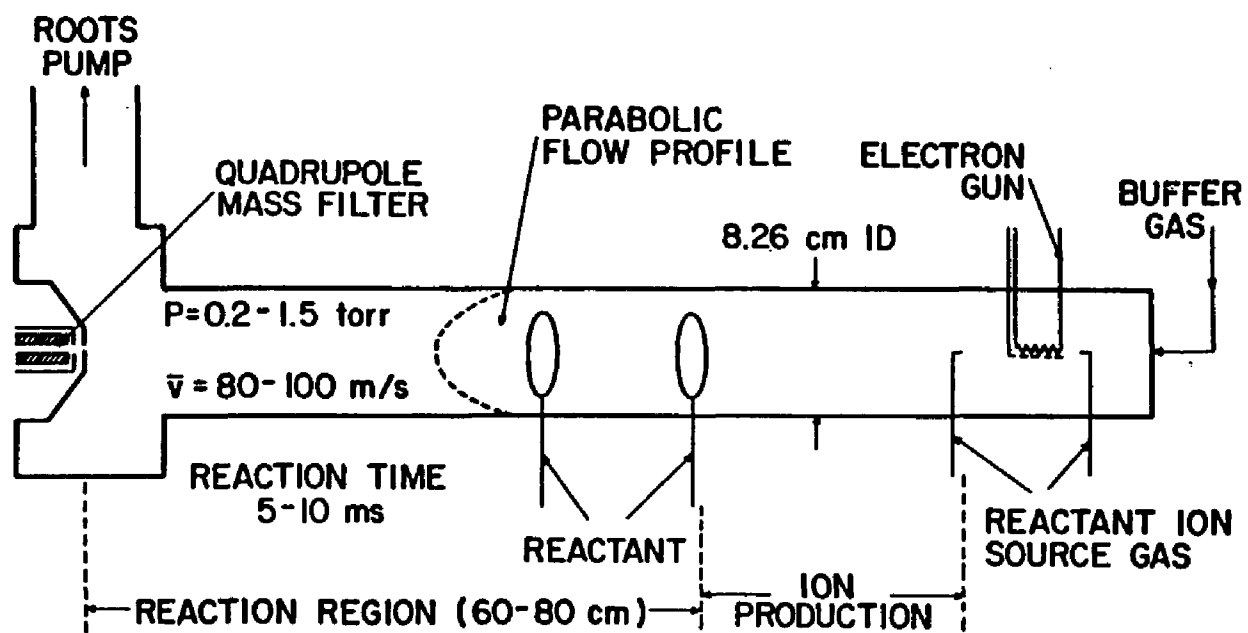 ROOTS
PUMP
QUADRUPOLE
MASS FILTER
PARABOLIC
FLOW PROFILE
ELECTRON
GUN
BUFFER
GAS
8.26 cm ID
P=0.2-1.5 torr
v̄ = 80-100 m/s
REACTION TIME
5-10 ms
REACTANT
REACTANT ION
SOURCE GAS
REACTION REGION (60-80 cm)
ION
PRODUCTION